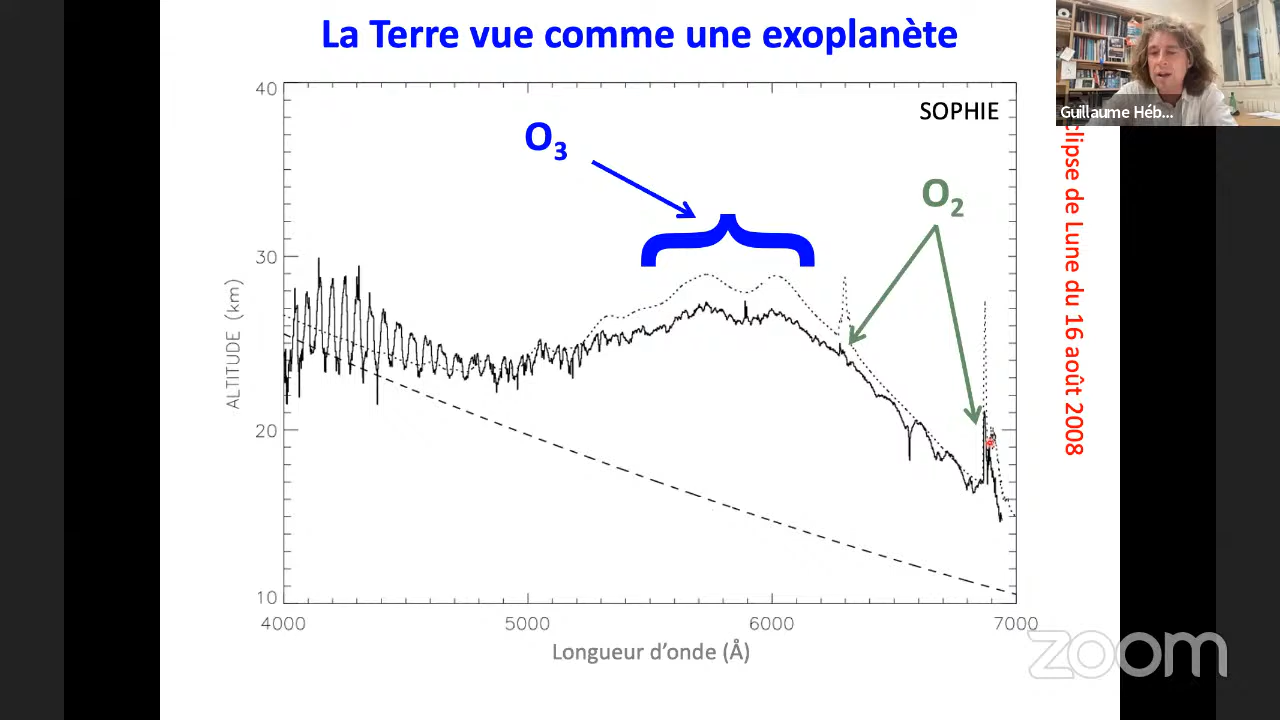 La Terre vue comme une exoplanète
Guillaume Héb...
SOPHIE
O3
O2
clipse de Lune du 16 août 2008
40
30
20
10
ALTITUDE (km)
4000 5000 6000 7000
Longueur d'onde (Å)
zoom